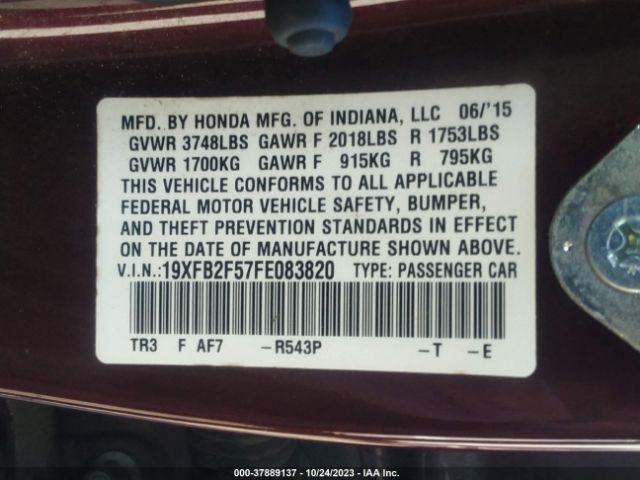 MFD. BY HONDA MFG. OF INDIANA, LLC 06/'15
GVWR 3748LBS GAWR F 2018LBS R 1753LBS
GVWR 1700KG GAWR F 915KG R 795KG
THIS VEHICLE CONFORMS TO ALL APPLICABLE
FEDERAL MOTOR VEHICLE SAFETY, BUMPER,
AND THEFT PREVENTION STANDARDS IN EFFECT
ON THE DATE OF MANUFACTURE SHOWN ABOVE.
V.I.N.:19XFB2F57FE083820 TYPE: PASSENGER CAR
TR3 F AF7 -R543P -T -E
000-37889137 - 10/24/2023 - IAA Inc.